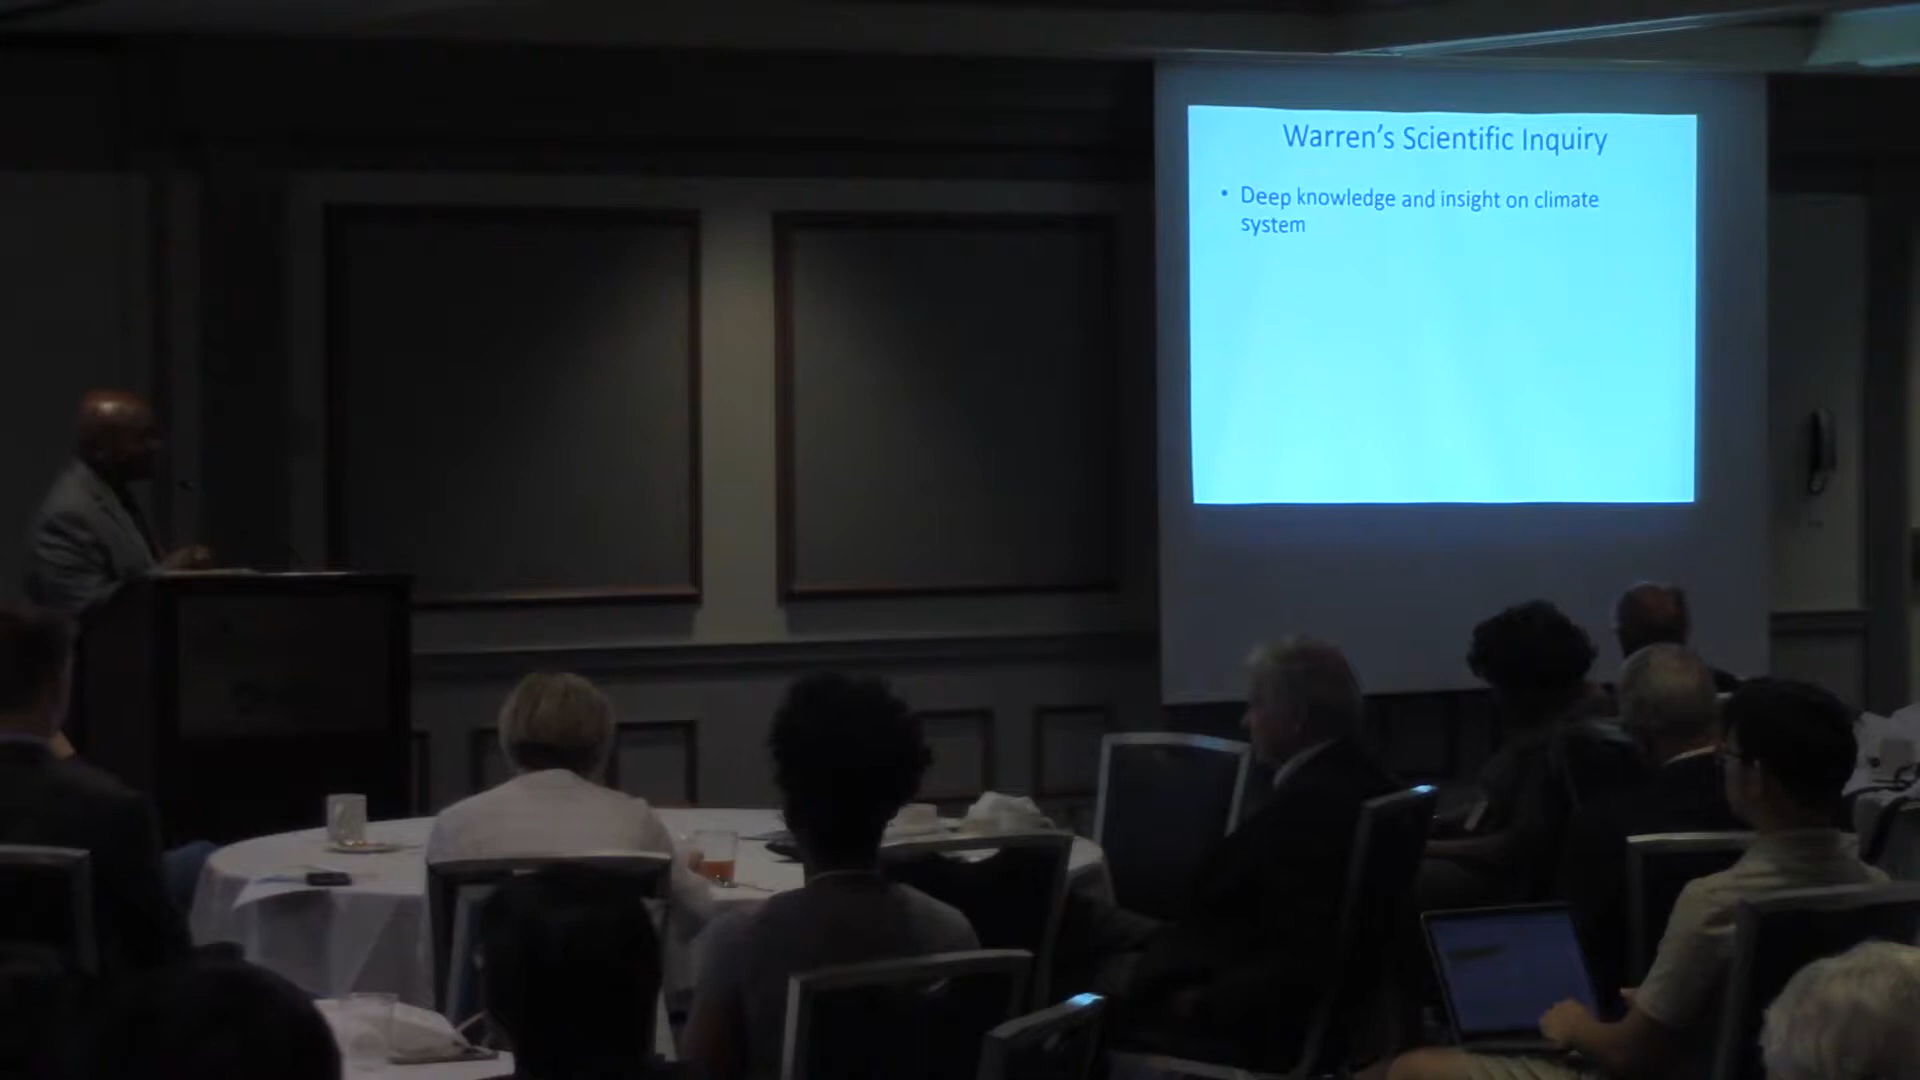 Warren's Scientific Inquiry
• Deep knowledge and insight on climate
system